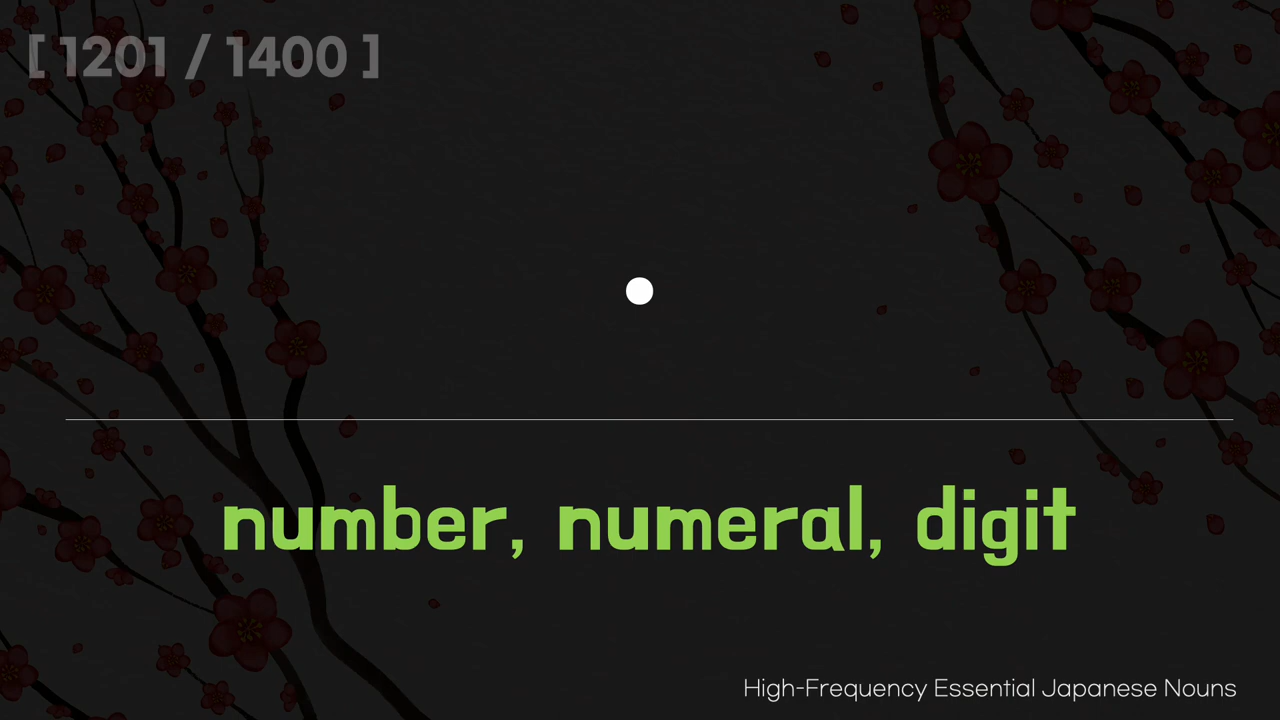 [ 1201 / 1400 ]
number, numeral, digit
High-Frequency Essential Japanese Nouns